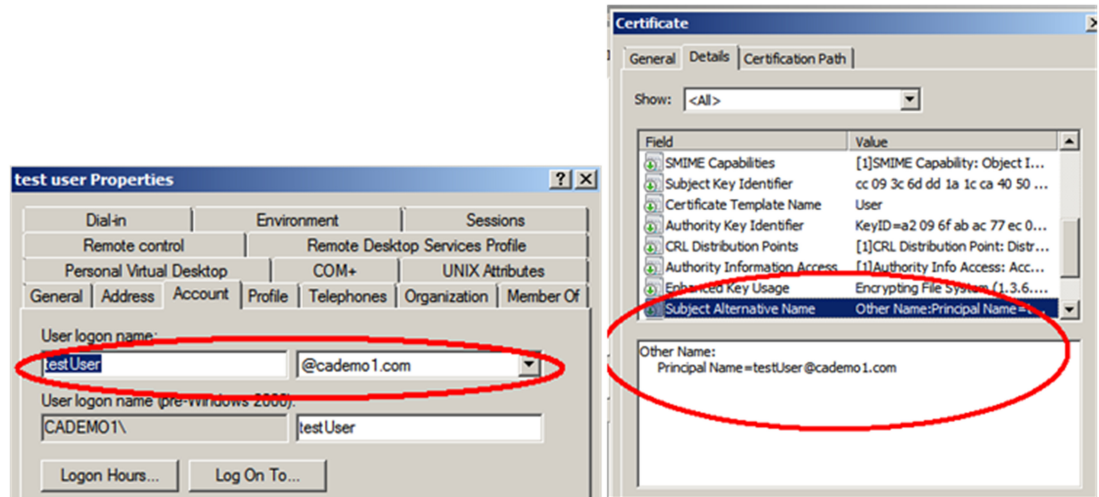 test user Properties
Dial-in Environment Sessions
Remote control Remote Desktop Services Profile
Personal Virtual Desktop COM+ UNIX Attributes
General Address Account Profile Telephones Organization Member Of
User logon name:
testUser @cademo1.com
User logon name (pre-Windows 2000):
CADEMO1\ testUser
Logon Hours... Log On To...
Certificate
General Details Certification Path
Show: <All>
Field Value
SMIME Capabilities [1]SMIME Capability: Object I...
Subject Key Identifier cc 09 3c 6d dd 1a 1c ca 40 50 ...
Certificate Template Name User
Authority Key Identifier KeyID=a2 09 6f ab ac 77 ec 0...
CRL Distribution Points [1]CRL Distribution Point: Distr...
Authority Information Access [1]Authority Info Access: Acc...
Enhanced Key Usage Encrypting File System (1.3.6....
Subject Alternative Name Other Name:Principal Name=t...
Other Name:
Principal Name=testUser@cademo1.com